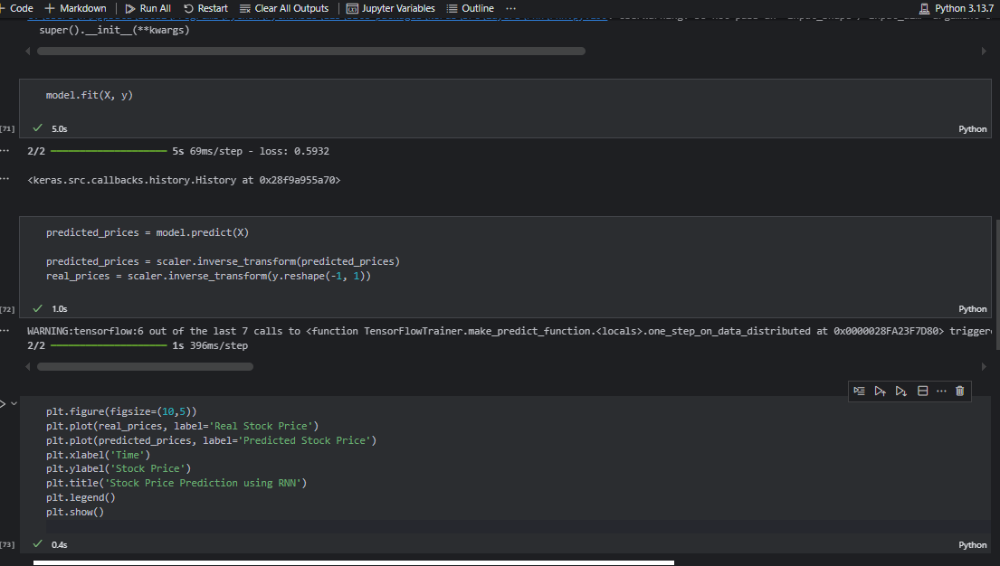 Code + Markdown Run All Restart Clear All Outputs Jupyter Variables Outline ... Python 3.13.7
super().__init__(**kwargs)
model.fit(X, y)
[71] 5.0s Python
2/2 5s 69ms/step - loss: 0.5932
<keras.src.callbacks.history.History at 0x28f9a955a70>
predicted_prices = model.predict(X)
predicted_prices = scaler.inverse_transform(predicted_prices)
real_prices = scaler.inverse_transform(y.reshape(-1, 1))
[72] 1.0s Python
WARNING:tensorflow:6 out of the last 7 calls to <function TensorFlowTrainer.make_predict_function.<locals>.one_step_on_data_distributed at 0x0000028FA23F7D80> triggere
2/2 1s 396ms/step
plt.figure(figsize=(10,5))
plt.plot(real_prices, label='Real Stock Price')
plt.plot(predicted_prices, label='Predicted Stock Price')
plt.xlabel('Time')
plt.ylabel('Stock Price')
plt.title('Stock Price Prediction using RNN')
plt.legend()
plt.show()
[73] 0.4s Python